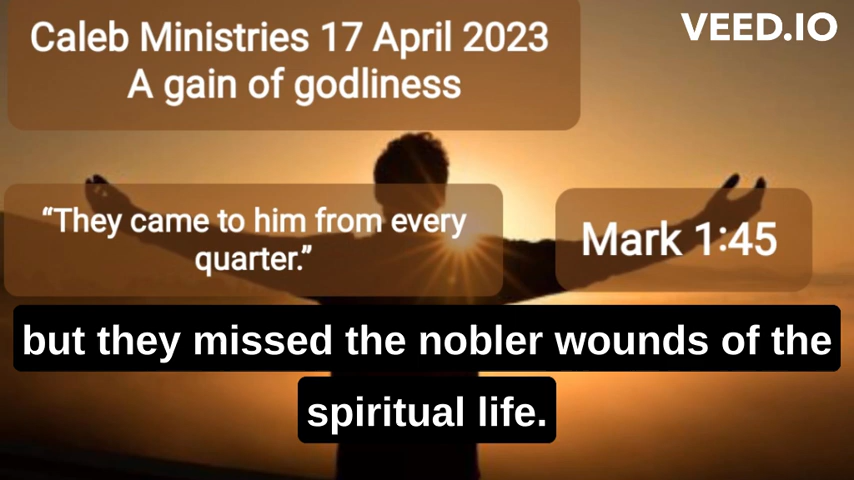 Caleb Ministries 17 April 2023
A gain of godliness
VEED.IO
“They came to him from every
quarter.”
Mark 1:45
but they missed the nobler wounds of the
spiritual life.